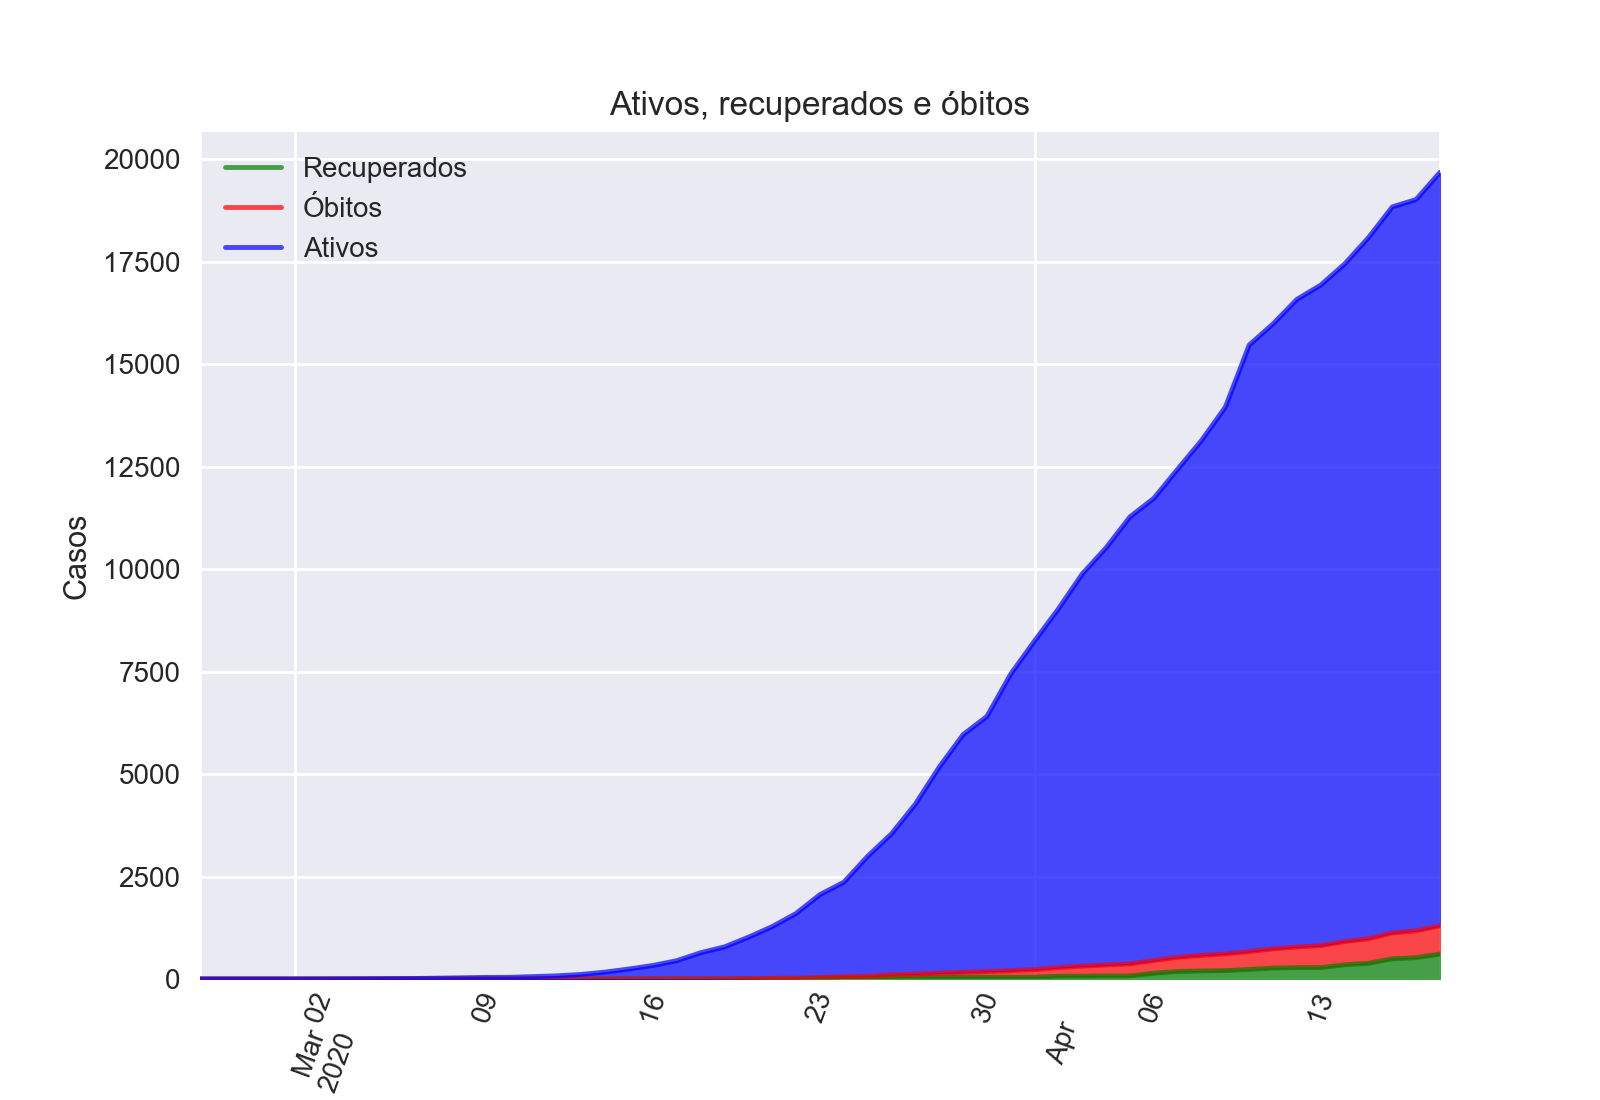 Ativos, recuperados e óbitos
20000
17500
15000
12500
10000
7500
5000
2500
0
Casos
Recuperados
Óbitos
Ativos
Mar 02
2020
09
16
23
30
Apr
06
13